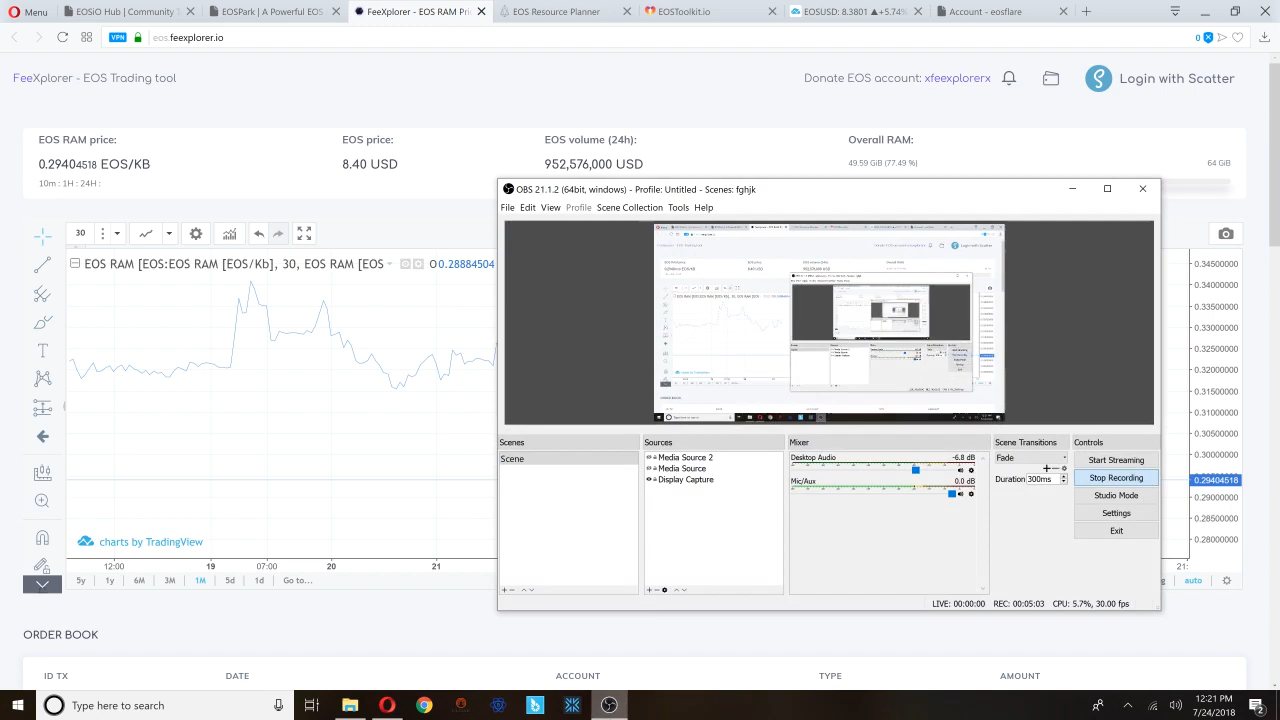 Menu
EOSIO Hub | Community T
EOSPark | A Powerful EOS
FeeXplorer - EOS RAM Pri
EOS Resource Planner
EOSToolkit.io
EOSUSD: 8.3801 ▲+5.74%
Account - eosflare
VPN
eos.feexplorer.io
0
FeeXplorer - EOS Trading tool
Donate EOS account: xfeexplorerx
Login with Scatter
EOS RAM price:
EOS price:
EOS volume (24h):
Overall RAM:
0.29404518 EOS/KB
8.40 USD
952,576,000 USD
49.59 GiB (77.49 %)
64 GiB
10m : 1H : 24H :
OBS 21.1.2 (64bit, windows) - Profile: Untitled - Scenes: fghjk
File Edit View Profile Scene Collection Tools Help
30
EOS RAM [EOS:EOSRAM [EOS/Kb], 30, EOS RAM [EOS
O0.28884504
0.34500000
0.34000000
0.33500000
0.33000000
0.32500000
0.32000000
0.31500000
0.31000000
0.30500000
0.30000000
0.29404518
0.29000000
0.28500000
0.28000000
Scenes
Sources
Mixer
Scene Transitions
Controls
Scene
Media Source 2
Media Source
Display Capture
Desktop Audio
-6.8 dB
Mic/Aux
0.0 dB
Fade
Duration 300ms
Start Streaming
Stop Recording
Studio Mode
Settings
Exit
charts by TradingView
12:00
19
07:00
20
21
21:
5y
1y
6M
3M
1M
5d
1d
Go to...
g
auto
LIVE: 00:00:00
REC: 00:05:03
CPU: 5.7%, 30.00 fps
ORDER BOOK
ID TX
DATE
ACCOUNT
TYPE
AMOUNT
Type here to search
12:21 PM
7/24/2018
2